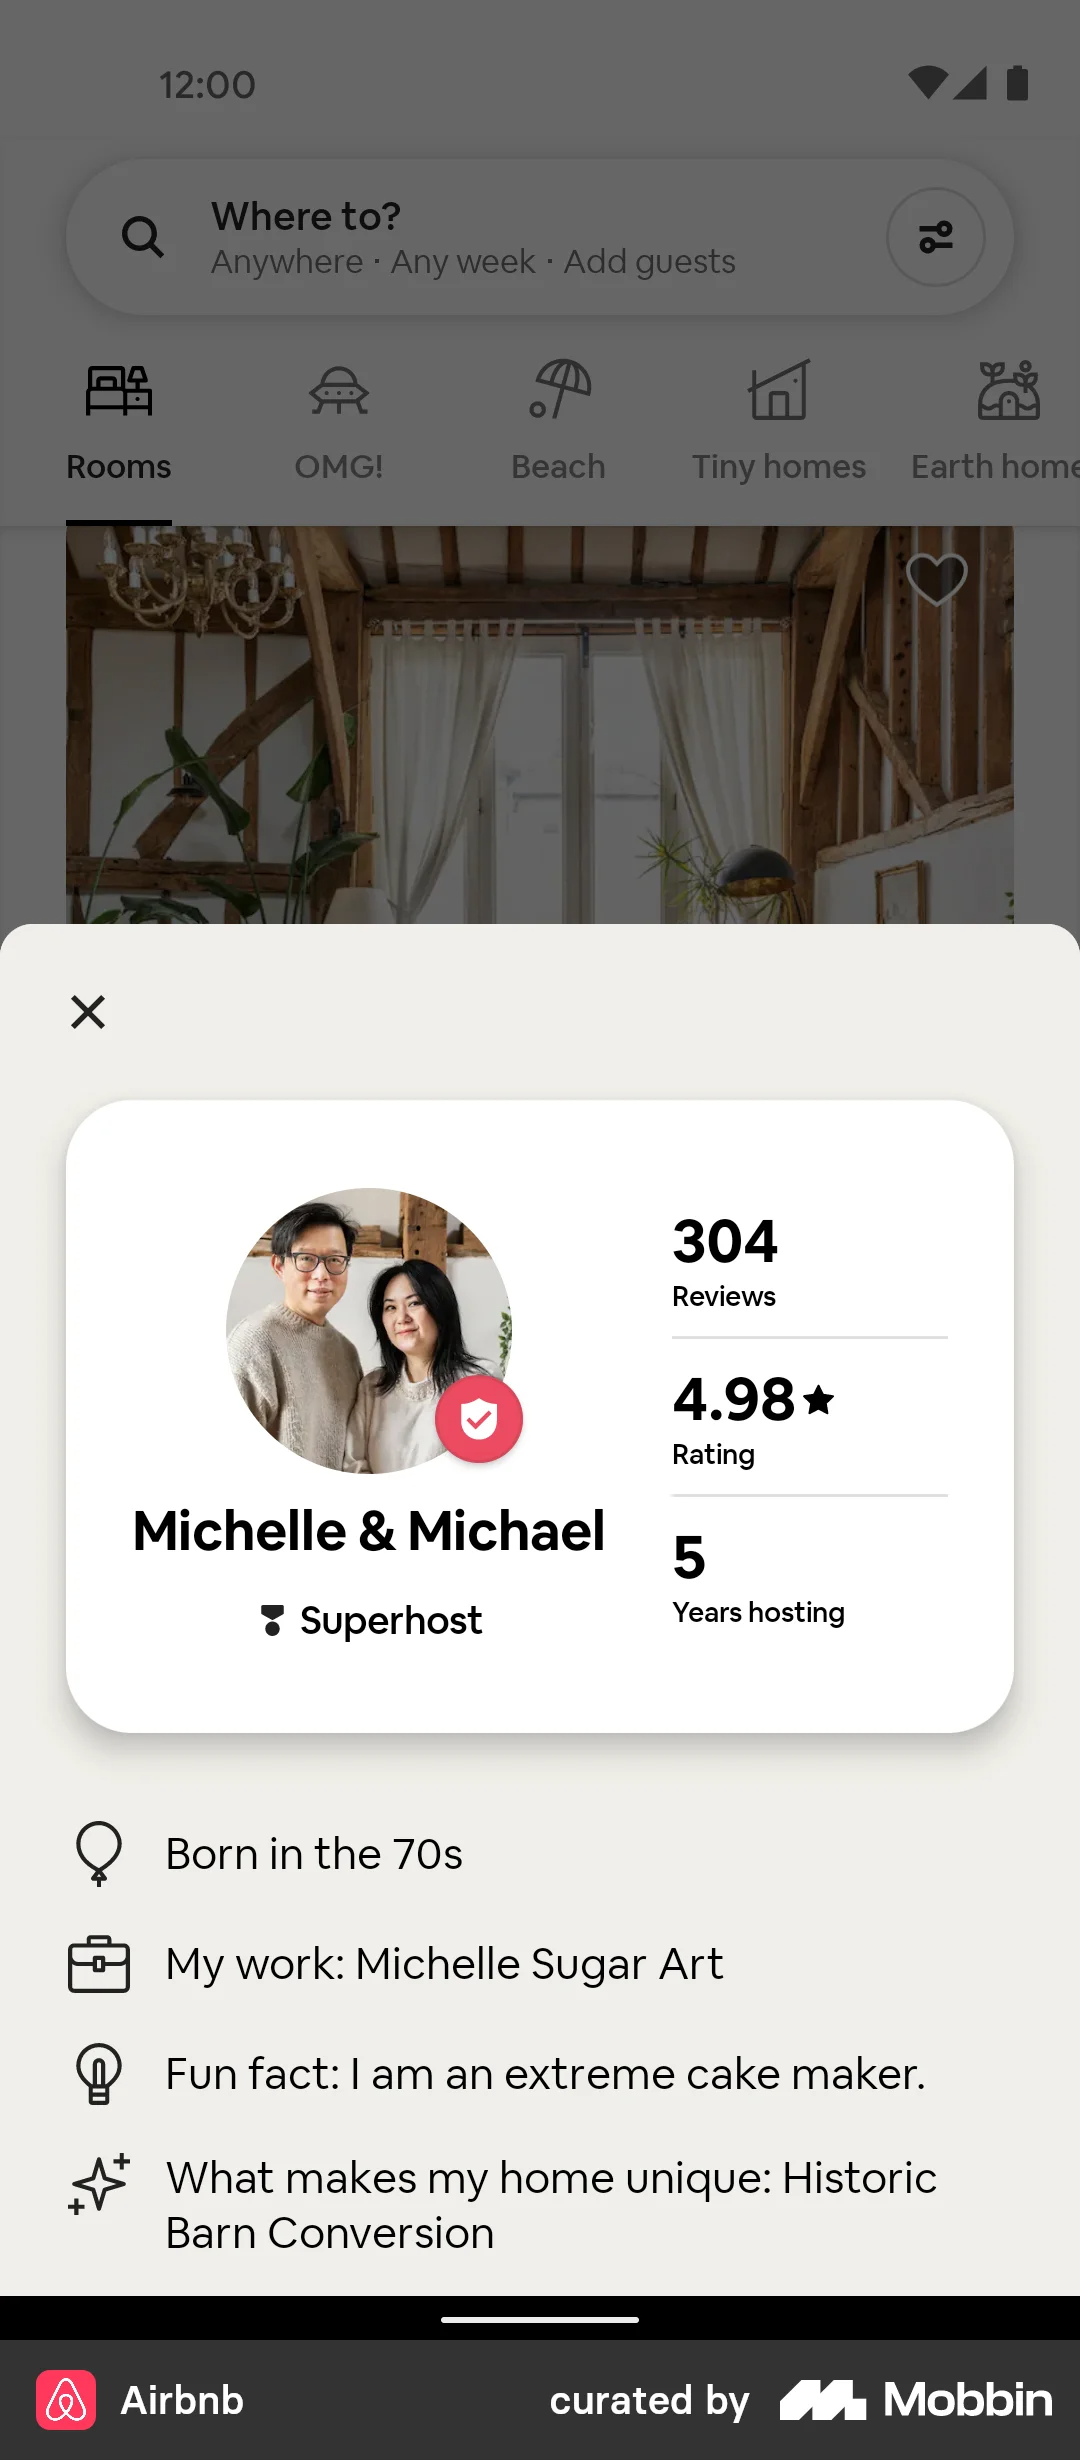 12:00
Where to?
Anywhere · Any week · Add guests
Rooms
OMG!
Beach
Tiny homes
Earth home
304
Reviews
4.98★
Rating
5
Years hosting
Michelle & Michael
Superhost
Born in the 70s
My work: Michelle Sugar Art
Fun fact: I am an extreme cake maker.
What makes my home unique: Historic
Barn Conversion
Airbnb
curated by
Mobbin